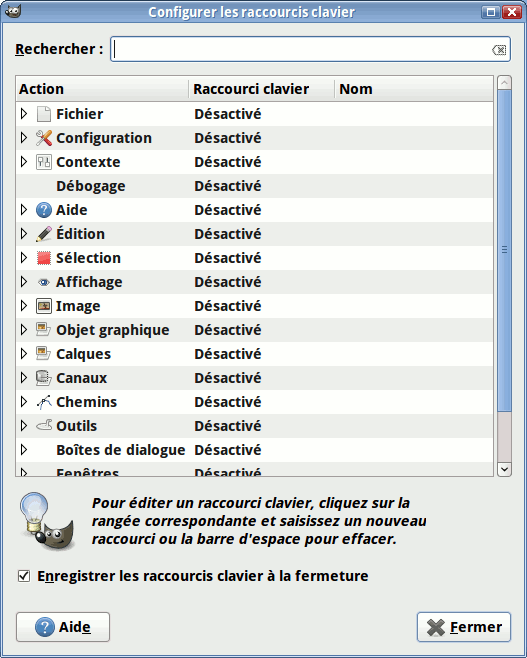 Configurer les raccourcis clavier
Rechercher :
Action Raccourci clavier Nom
Fichier Désactivé
Configuration Désactivé
Contexte Désactivé
Débogage Désactivé
Aide Désactivé
Édition Désactivé
Sélection Désactivé
Affichage Désactivé
Image Désactivé
Objet graphique Désactivé
Calques Désactivé
Canaux Désactivé
Chemins Désactivé
Outils Désactivé
Boîtes de dialogue Désactivé
Fenêtres Désactivé
Pour éditer un raccourci clavier, cliquez sur la
rangée correspondante et saisissez un nouveau
raccourci ou la barre d'espace pour effacer.
Enregistrer les raccourcis clavier à la fermeture
Aide Fermer